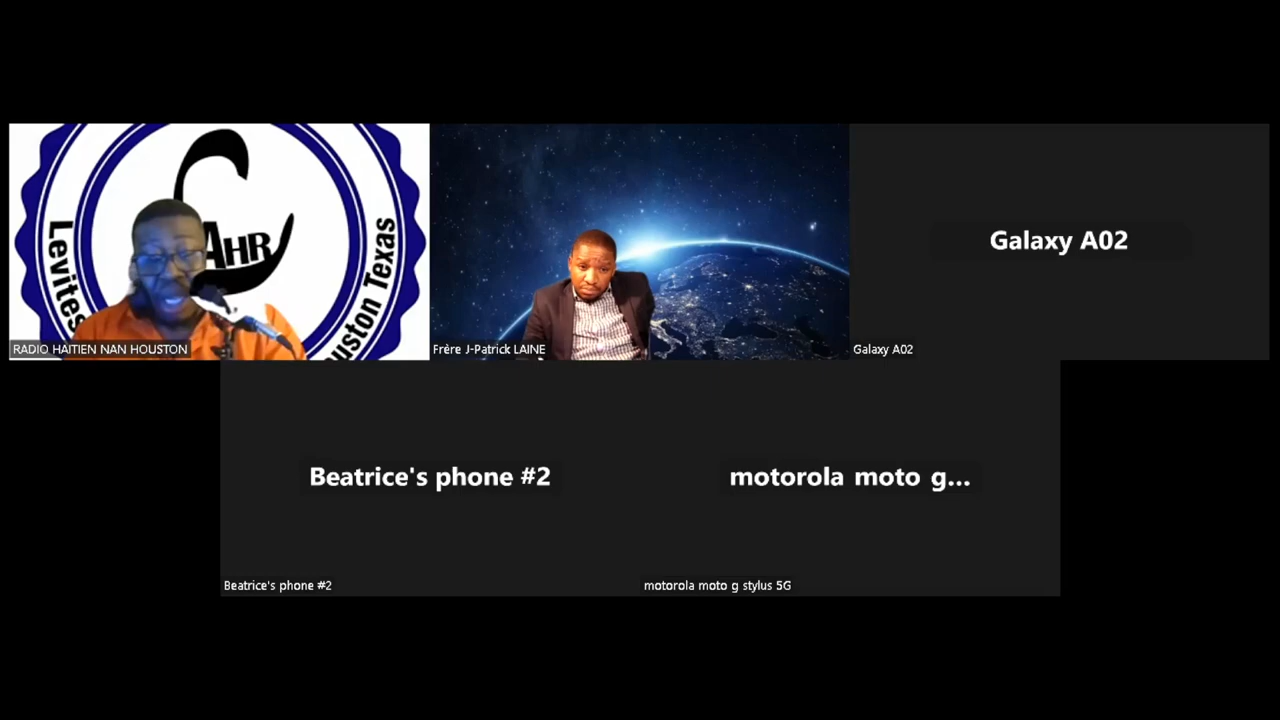 AHR
Levites
uston Texas
RADIO HAITIEN NAN HOUSTON
Frère J-Patrick LAINE
Galaxy A02
Galaxy A02
Beatrice's phone #2
motorola moto g...
Beatrice's phone #2
motorola moto g stylus 5G